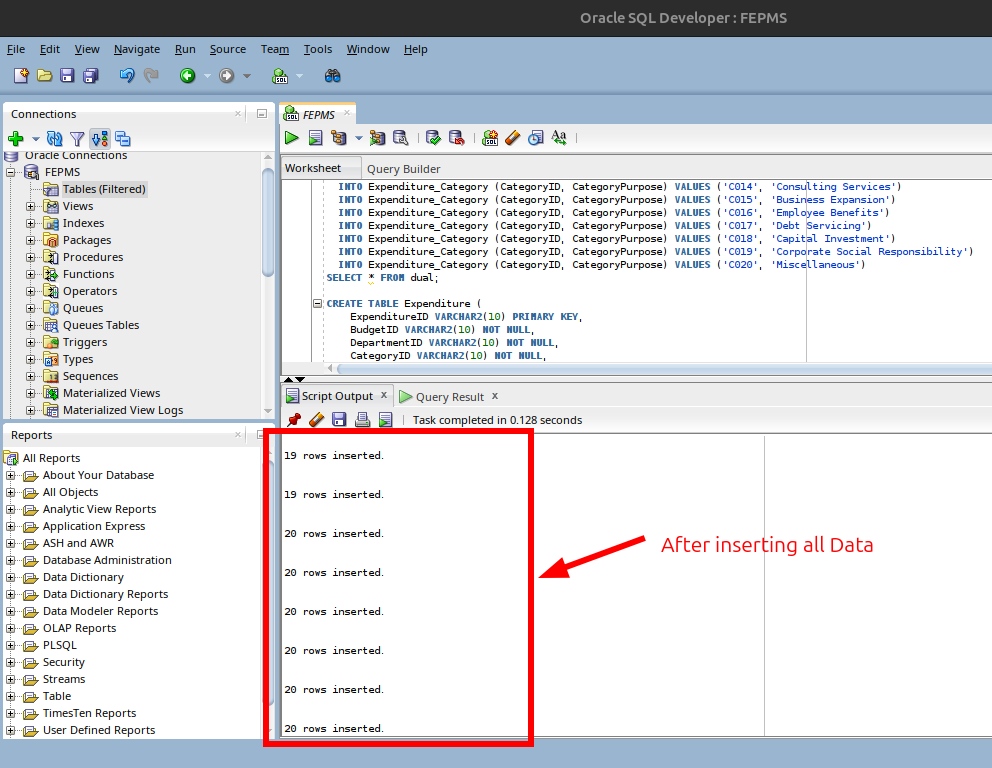 Oracle SQL Developer : FEPMS
File Edit View Navigate Run Source Team Tools Window Help
Connections
Oracle Connections
FEPMS
Tables (Filtered)
Views
Indexes
Packages
Procedures
Functions
Operators
Queues
Queues Tables
Triggers
Types
Sequences
Materialized Views
Materialized View Logs
Reports
All Reports
About Your Database
All Objects
Analytic View Reports
Application Express
ASH and AWR
Database Administration
Data Dictionary
Data Dictionary Reports
Data Modeler Reports
OLAP Reports
PLSQL
Security
Streams
Table
TimesTen Reports
User Defined Reports
FEPMS
Worksheet Query Builder
INTO Expenditure_Category (CategoryID, CategoryPurpose) VALUES ('C014', 'Consulting Services')
INTO Expenditure_Category (CategoryID, CategoryPurpose) VALUES ('C015', 'Business Expansion')
INTO Expenditure_Category (CategoryID, CategoryPurpose) VALUES ('C016', 'Employee Benefits')
INTO Expenditure_Category (CategoryID, CategoryPurpose) VALUES ('C017', 'Debt Servicing')
INTO Expenditure_Category (CategoryID, CategoryPurpose) VALUES ('C018', 'Capital Investment')
INTO Expenditure_Category (CategoryID, CategoryPurpose) VALUES ('C019', 'Corporate Social Responsibility')
INTO Expenditure_Category (CategoryID, CategoryPurpose) VALUES ('C020', 'Miscellaneous')
SELECT * FROM dual;
CREATE TABLE Expenditure (
ExpenditureID VARCHAR2(10) PRIMARY KEY,
BudgetID VARCHAR2(10) NOT NULL,
DepartmentID VARCHAR2(10) NOT NULL,
CategoryID VARCHAR2(10) NOT NULL,
Script Output Query Result
Task completed in 0.128 seconds
19 rows inserted.
19 rows inserted.
20 rows inserted.
20 rows inserted.
20 rows inserted.
20 rows inserted.
20 rows inserted.
20 rows inserted.
After inserting all Data